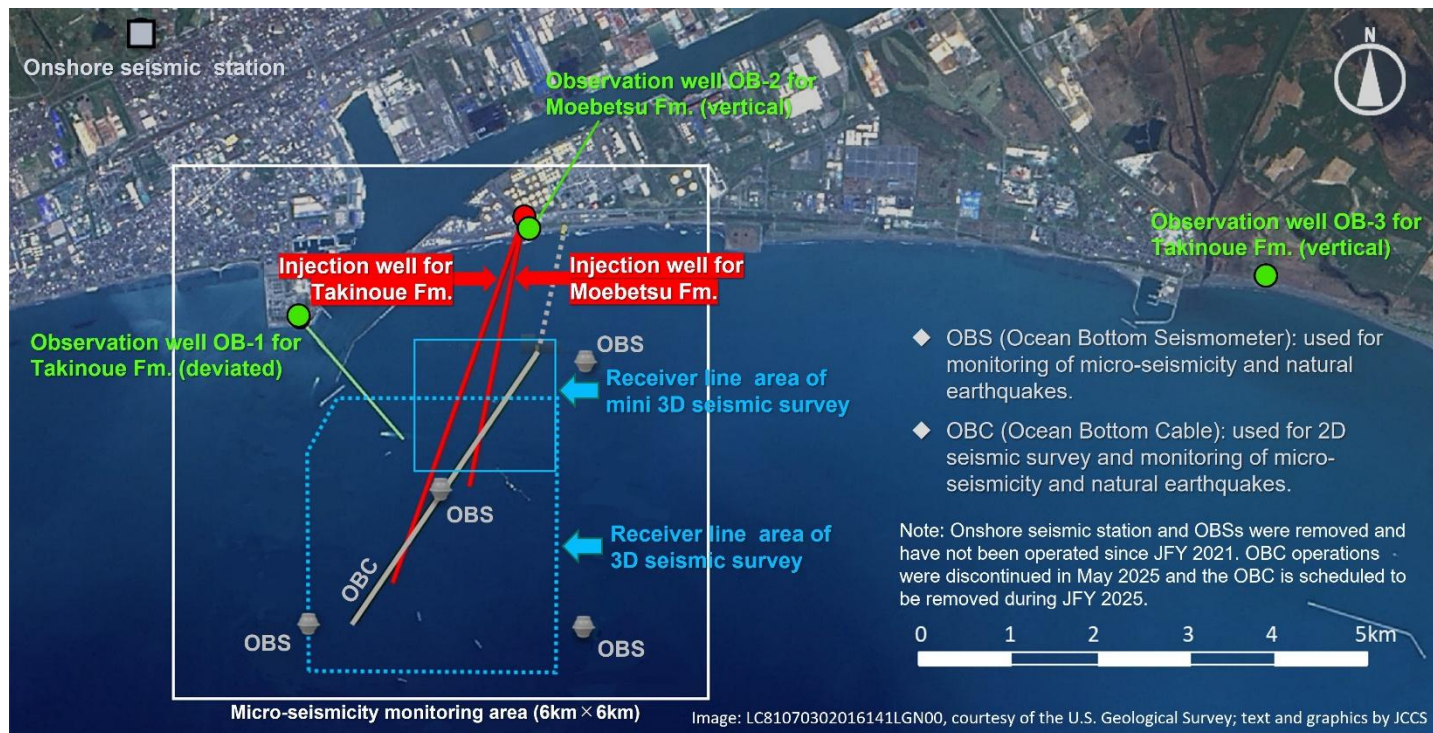 N
Onshore seismic station
Observation well OB-2 for
Moebetsu Fm. (vertical)
Observation well OB-3 for
Takinoue Fm. (vertical)
Injection well for
Takinoue Fm.
Injection well for
Moebetsu Fm.
Observation well OB-1 for
Takinoue Fm. (deviated)
OBS
Receiver line area of
mini 3D seismic survey
OBS
Receiver line area of
3D seismic survey
OBC
OBS
OBS
◆ OBS (Ocean Bottom Seismometer): used for
monitoring of micro-seismicity and natural
earthquakes.
◆ OBC (Ocean Bottom Cable): used for 2D
seismic survey and monitoring of micro-
seismicity and natural earthquakes.
Note: Onshore seismic station and OBSs were removed and
have not been operated since JFY 2021. OBC operations
were discontinued in May 2025 and the OBC is scheduled to
be removed during JFY 2025.
0 1 2 3 4 5km
Micro-seismicity monitoring area (6km×6km)
Image: LC81070302016141LGN00, courtesy of the U.S. Geological Survey; text and graphics by JCCS